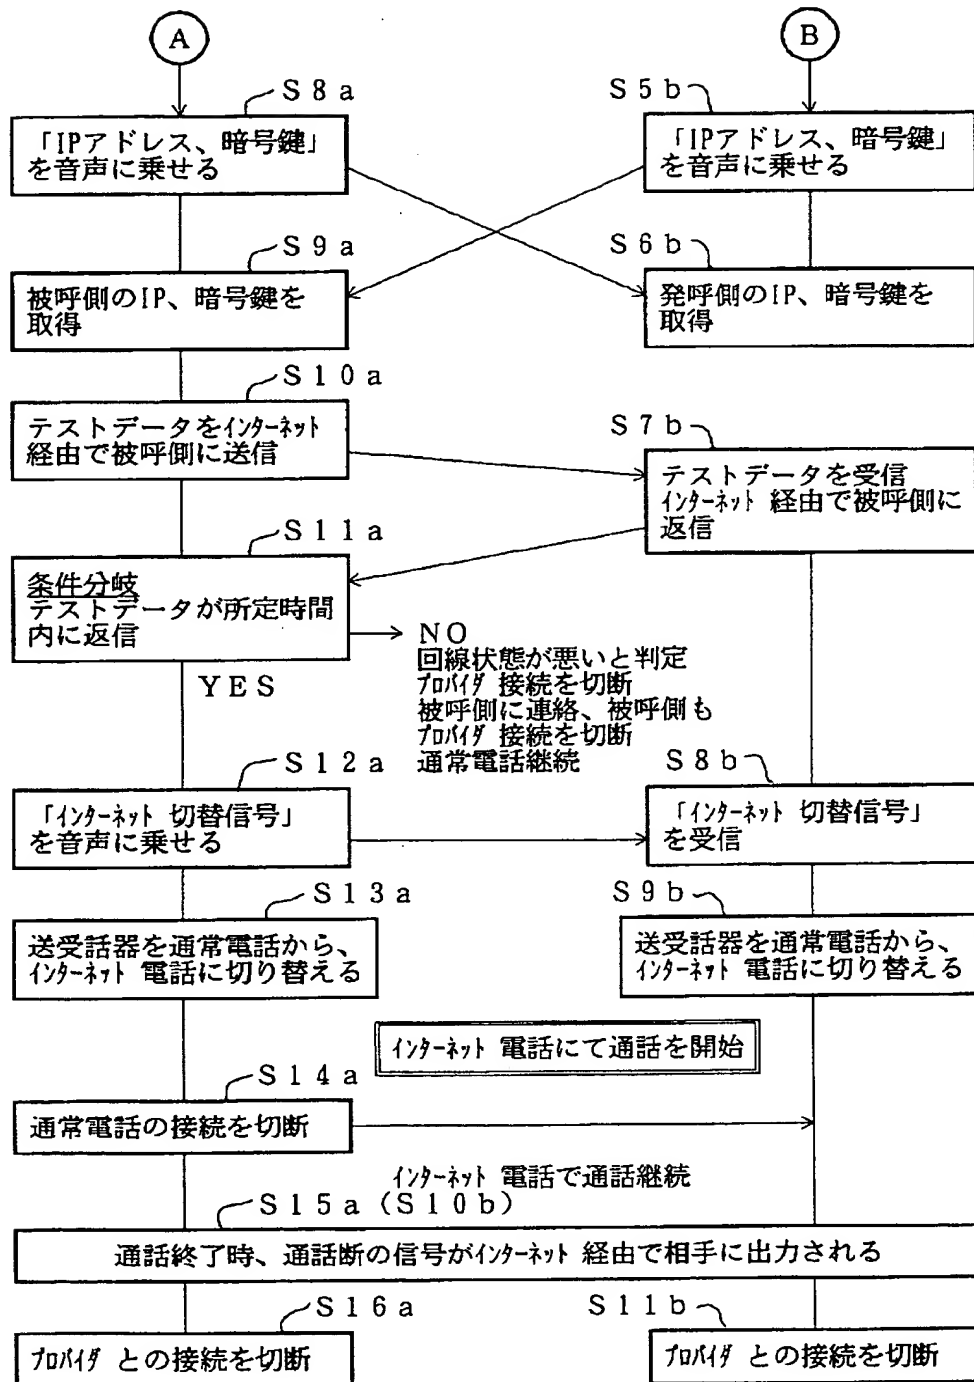 A
B
S8a
S5b
「IPアドレス、暗号鍵」
を音声に乗せる
「IPアドレス、暗号鍵」
を音声に乗せる
S9a
S6b
被呼側のIP、暗号鍵を
取得
発呼側のIP、暗号鍵を
取得
S10a
テストデータをインターネット
経由で被呼側に送信
S7b
テストデータを受信
インターネット 経由で被呼側に
返信
S11a
条件分岐
テストデータが所定時間
内に返信
NO
回線状態が悪いと判定
プロバイダ 接続を切断
被呼側に連絡、被呼側も
プロバイダ 接続を切断
通常電話継続
YES
S12a
S8b
「インターネット 切替信号」
を音声に乗せる
「インターネット 切替信号」
を受信
S13a
S9b
送受話器を通常電話から、
インターネット 電話に切り替える
送受話器を通常電話から、
インターネット 電話に切り替える
インターネット 電話にて通話を開始
S14a
通常電話の接続を切断
インターネット 電話で通話継続
S15a(S10b)
通話終了時、通話断の信号がインターネット 経由で相手に出力される
S16a
S11b
プロバイダ との接続を切断
プロバイダ との接続を切断